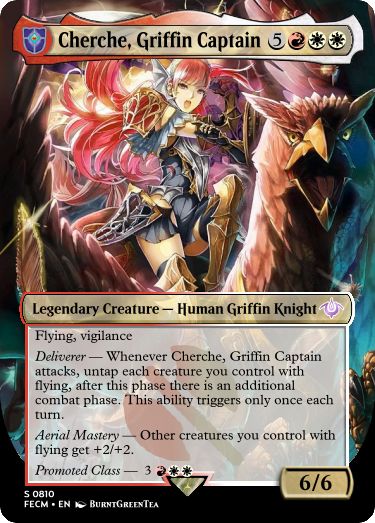 Cherche, Griffin Captain 5
Legendary Creature — Human Griffin Knight
Flying, vigilance
Deliverer — Whenever Cherche, Griffin Captain
attacks, untap each creature you control with
flying, after this phase there is an additional
combat phase. This ability triggers only once each
turn.
Aerial Mastery — Other creatures you control with
flying get +2/+2.
Promoted Class — 3
6/6
S 0810
FECM • EN BurntGreenTea